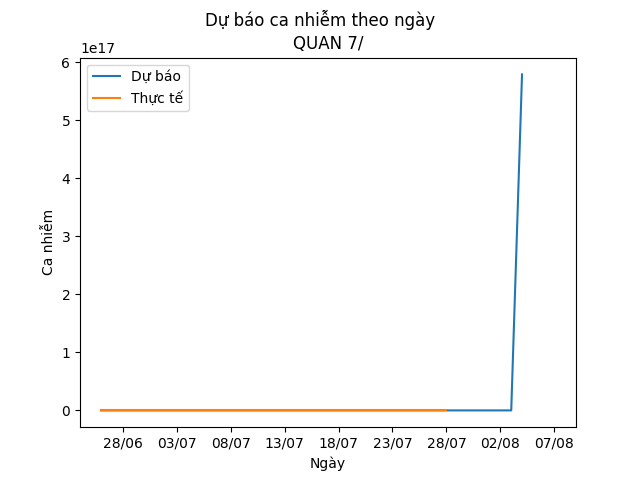 Dự báo ca nhiễm theo ngày
QUAN 7/
1e17
Dự báo
Thực tế
6
5
4
3
2
1
0
Ca nhiễm
28/06 03/07 08/07 13/07 18/07 23/07 28/07 02/08 07/08
Ngày